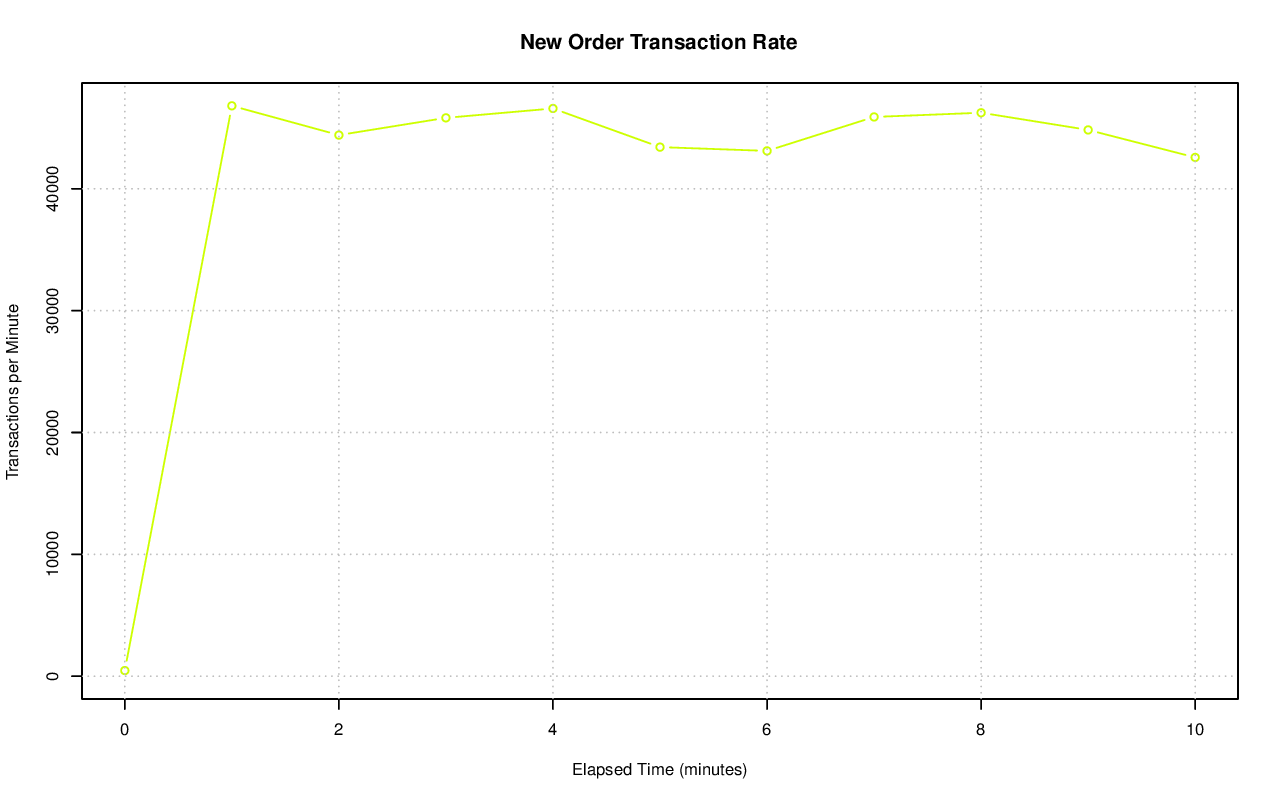 New Order Transaction Rate
Transactions per Minute
40000
30000
20000
10000
0
0 2 4 6 8 10
Elapsed Time (minutes)